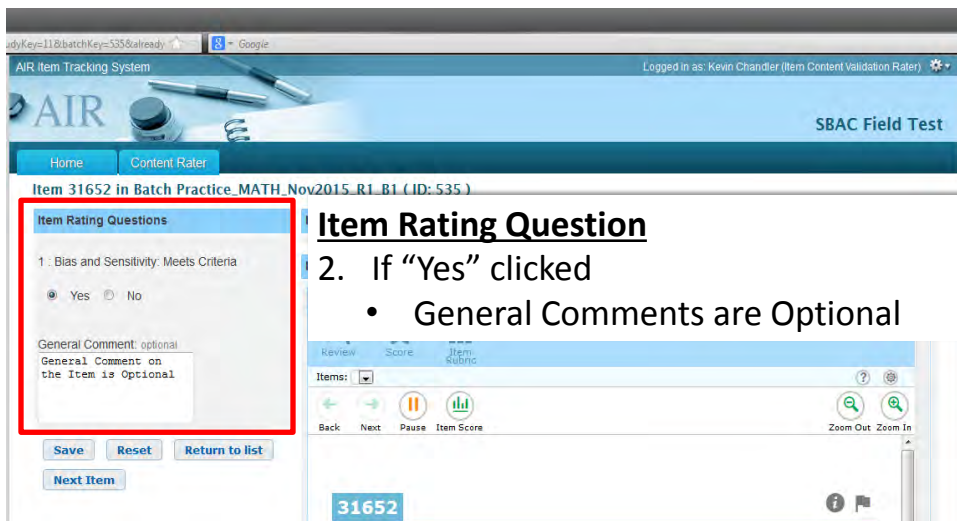 udyKey=11&batchKey=535&already
Google
AIR Item Tracking System
Logged in as: Kevin Chandler (Item Content Validation Rater)
AIR
SBAC Field Test
Home Content Rater
Item 31652 in Batch Practice_MATH_Nov2015_R1_B1 ( ID: 535 )
Item Rating Questions
1 : Bias and Sensitivity: Meets Criteria
Yes No
General Comment: optional
General Comment on
the Item is Optional
Save Reset Return to list
Next Item
Item Rating Question
2. If “Yes” clicked
• General Comments are Optional
Review Score Item
Rubric
Items:
Back Next Pause Item Score
Zoom Out Zoom In
31652